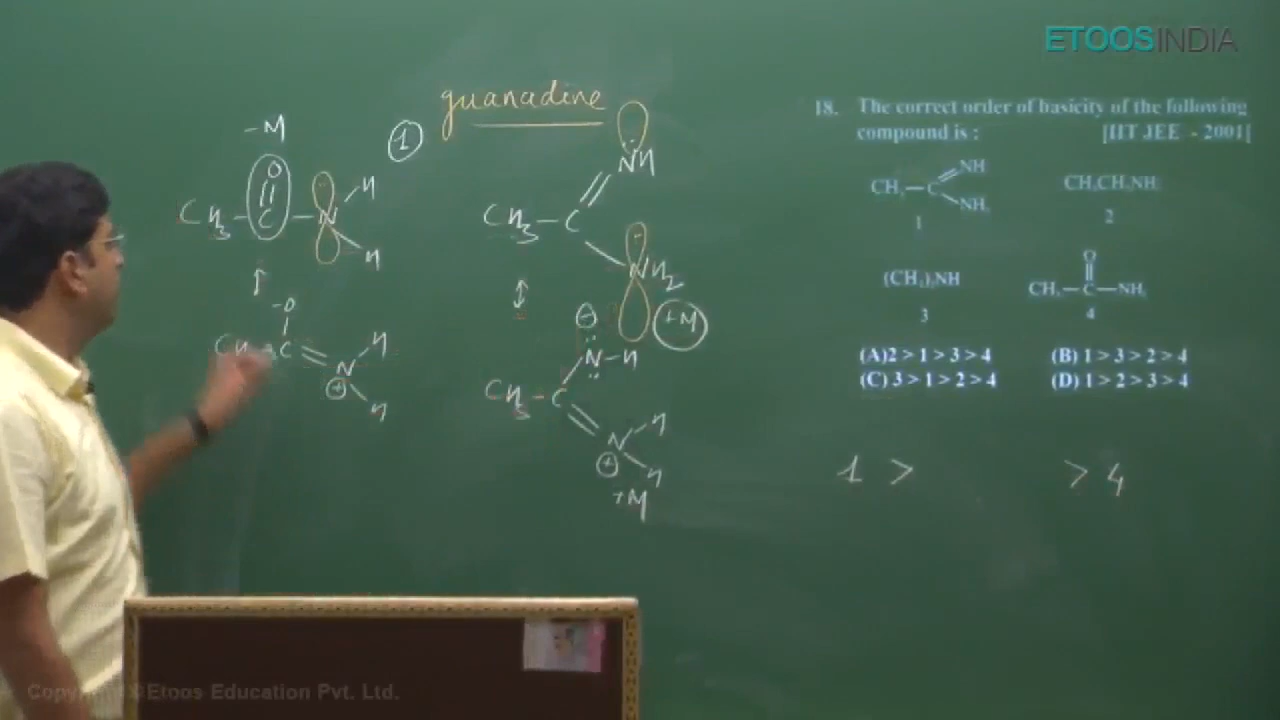 ETOOSINDIA
guanadine
-M
1
O
CH3-C-N
H
H
-O
C=N
H
+
H
NH
CH3-C
NH2
+M
N-H
CH3-C
N-H
+
H
+M
18. The correct order of basicity of the following
compound is : [IIT JEE - 2001]
CH3-C
NH
NH2
1
CH3CH2NH2
2
(CH3)2NH
3
O
CH3-C-NH2
4
(A)2 > 1 > 3 > 4 (B) 1 > 3 > 2 > 4
(C) 3 > 1 > 2 > 4 (D) 1 > 2 > 3 > 4
1 > > 4
Copyright © Etoos Education Pvt. Ltd.